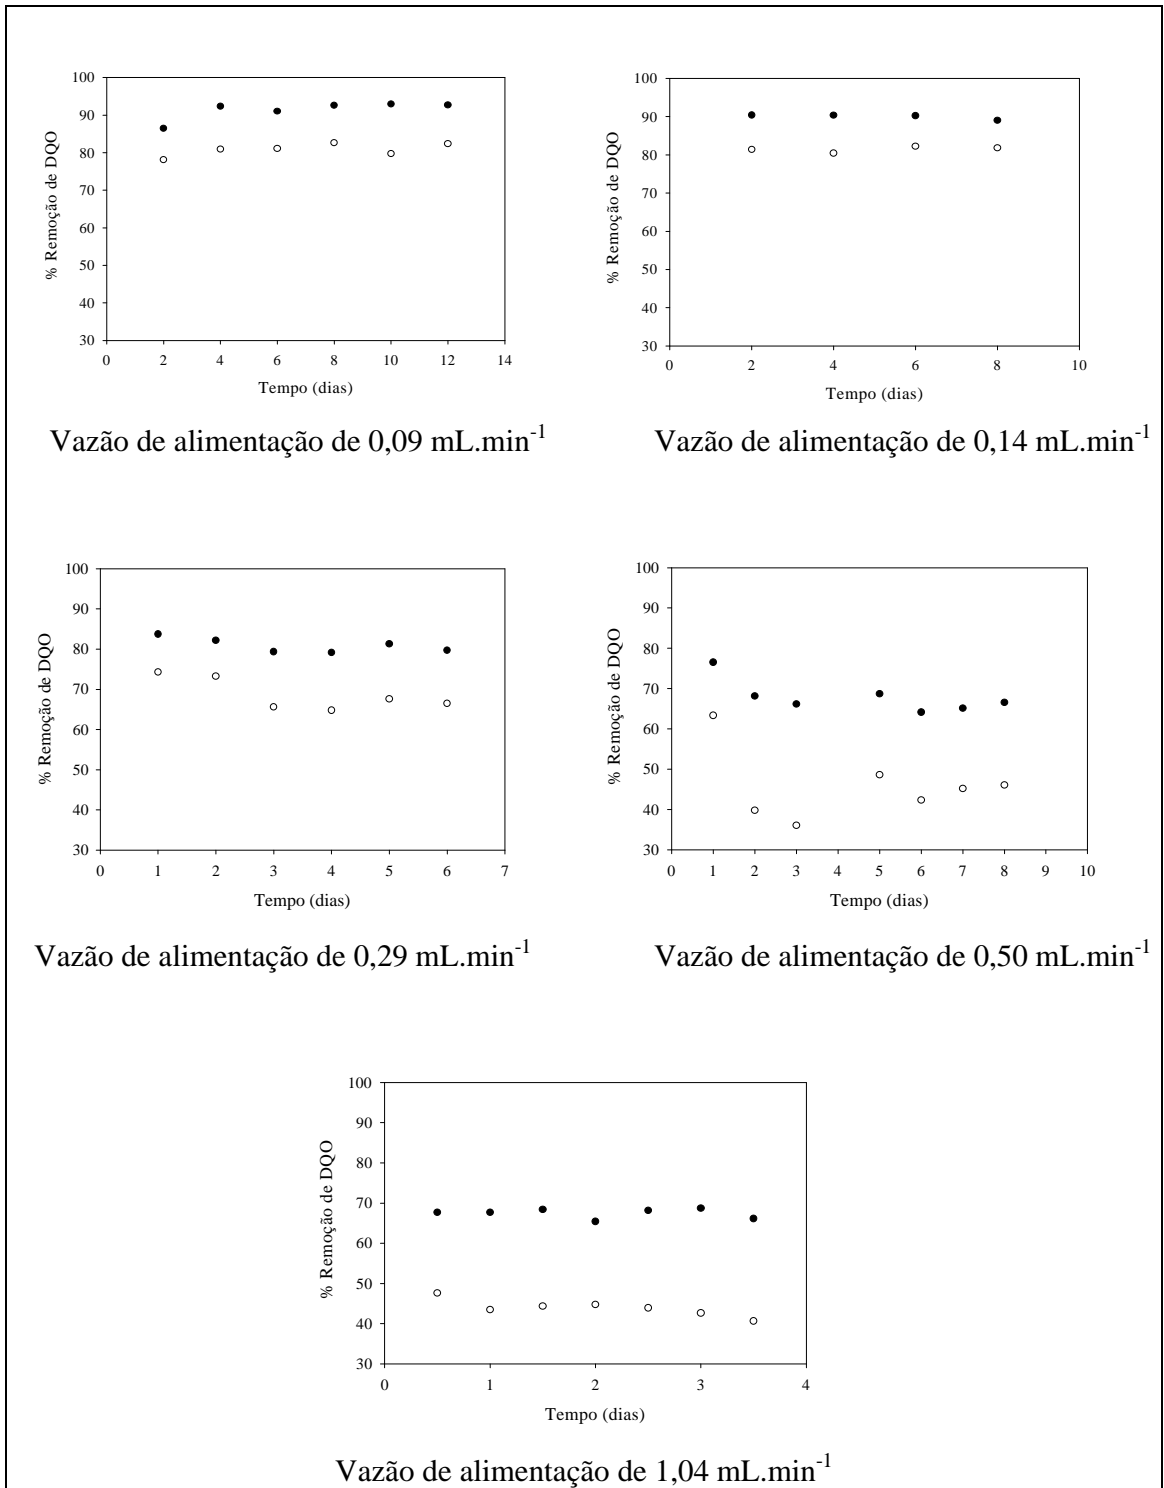 100
90
80
70
60
50
40
30
% Remoção de DQO
0 2 4 6 8 10 12 14
Tempo (dias)
Vazão de alimentação de 0,09 mL.min-1
100
90
80
70
60
50
40
30
% Remoção de DQO
0 2 4 6 8 10
Tempo (dias)
Vazão de alimentação de 0,14 mL.min-1
100
90
80
70
60
50
40
30
% Remoção de DQO
0 1 2 3 4 5 6 7
Tempo (dias)
Vazão de alimentação de 0,29 mL.min-1
100
90
80
70
60
50
40
30
% Remoção de DQO
0 1 2 3 4 5 6 7 8 9 10
Tempo (dias)
Vazão de alimentação de 0,50 mL.min-1
100
90
80
70
60
50
40
30
% Remoção de DQO
0 1 2 3 4
Tempo (dias)
Vazão de alimentação de 1,04 mL.min-1